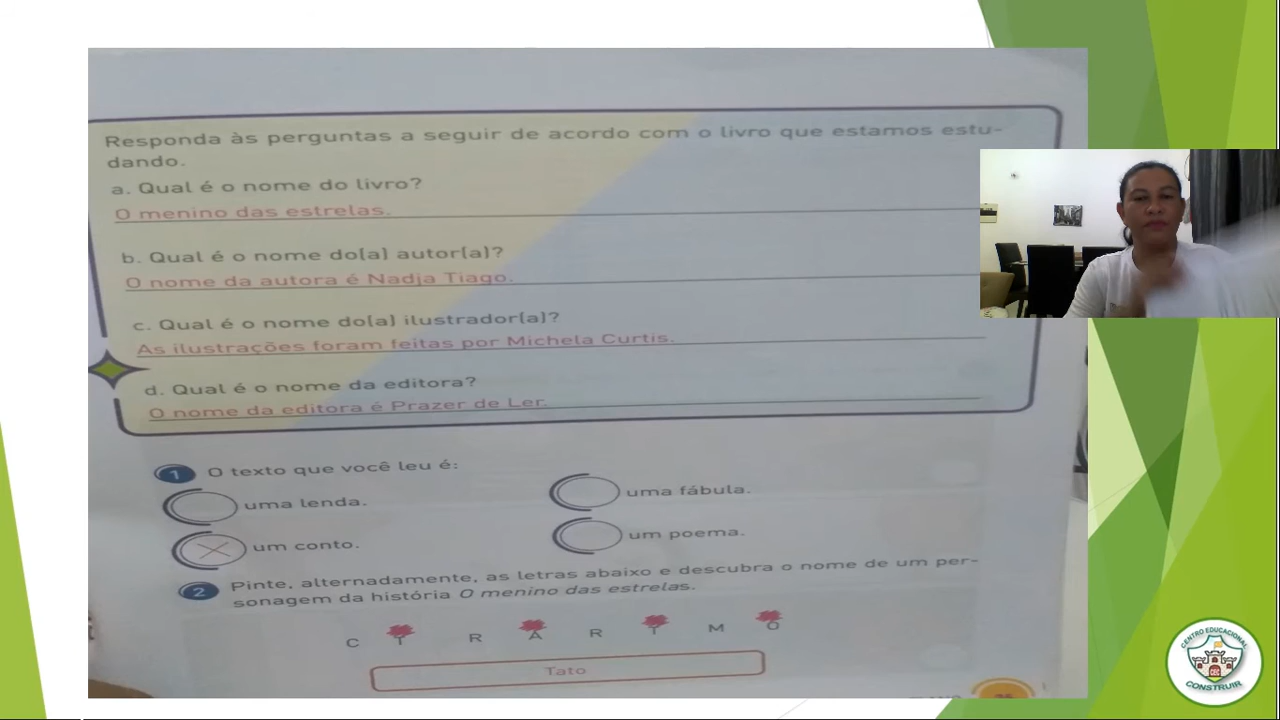 Responda às perguntas a seguir de acordo com o livro que estamos estu-
dando.
a. Qual é o nome do livro?
O menino das estrelas.
b. Qual é o nome do(a) autor(a)?
O nome da autora é Nadja Tiago.
c. Qual é o nome do(a) ilustrador(a)?
As ilustrações foram feitas por Michela Curtis.
d. Qual é o nome da editora?
O nome da editora é Prazer de Ler.
1 O texto que você leu é:
uma lenda. uma fábula.
um conto. um poema.
2 Pinte, alternadamente, as letras abaixo e descubra o nome de um per-
sonagem da história O menino das estrelas.
C T R A R T M O
Tato
CENTRO EDUCACIONAL
CEC
CONSTRUIR